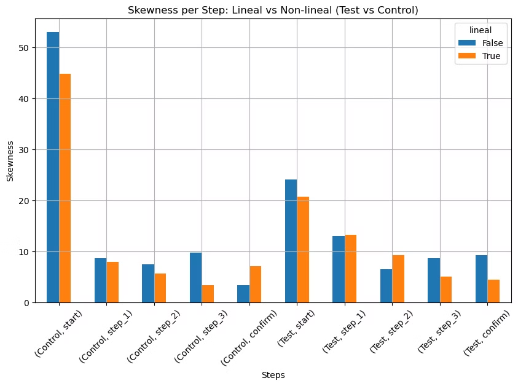 Skewness per Step: Lineal vs Non-lineal (Test vs Control)
lineal
False
True
50
40
30
20
10
0
Skewness
(Control, start)
(Control, step_1)
(Control, step_2)
(Control, step_3)
(Control, confirm)
(Test, start)
(Test, step_1)
(Test, step_2)
(Test, step_3)
(Test, confirm)
Steps